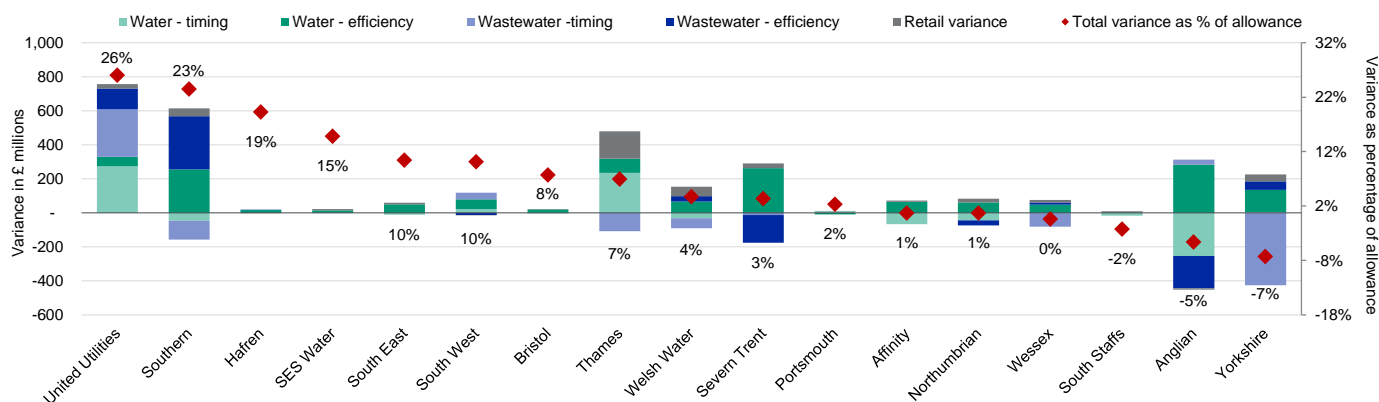 Water - timing
Water - efficiency
Wastewater -timing
Wastewater - efficiency
Retail variance
Total variance as % of allowance
Variance in £ millions
1,000
800
600
400
200
-
-200
-400
-600
26%
23%
19%
15%
10%
10%
8%
7%
4%
3%
2%
1%
1%
0%
-2%
-5%
-7%
32%
22%
12%
2%
-8%
-18%
Variance as percentage of allowance
United Utilities
Southern
Hafren
SES Water
South East
South West
Bristol
Thames
Welsh Water
Severn Trent
Portsmouth
Affinity
Northumbrian
Wessex
South Staffs
Anglian
Yorkshire